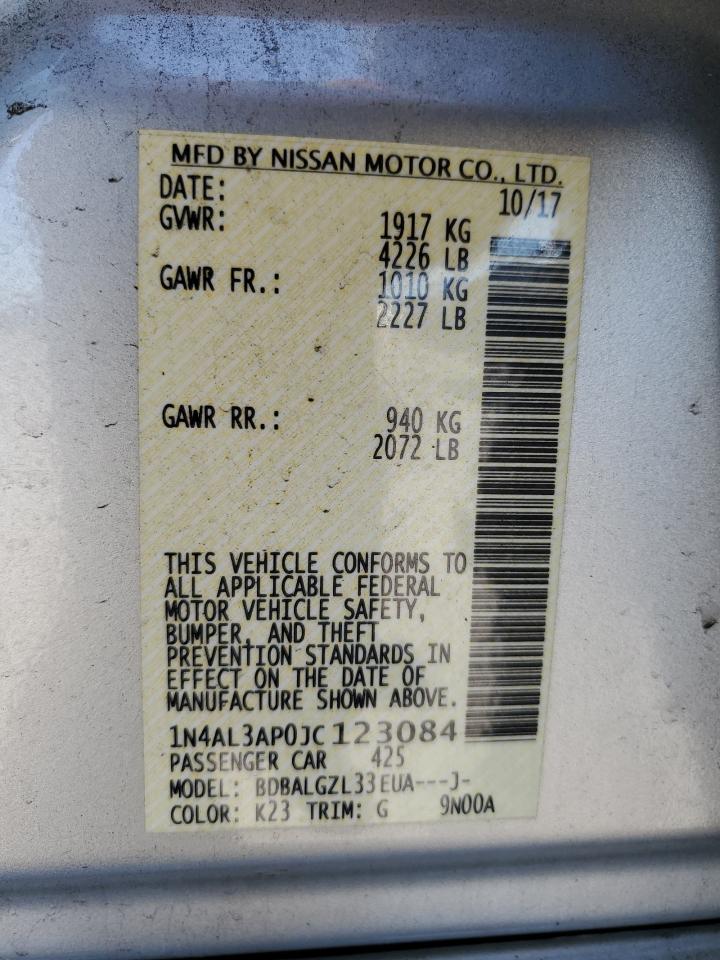 MFD BY NISSAN MOTOR CO., LTD.
DATE: 10/17
GVWR: 1917 KG
4226 LB
GAWR FR.: 1010 KG
2227 LB
GAWR RR.: 940 KG
2072 LB
THIS VEHICLE CONFORMS TO
ALL APPLICABLE FEDERAL
MOTOR VEHICLE SAFETY,
BUMPER, AND THEFT
PREVENTION STANDARDS IN
EFFECT ON THE DATE OF
MANUFACTURE SHOWN ABOVE.
1N4AL3AP0JC123084
PASSENGER CAR 425
MODEL: BDBALGZL33EUA---J-
COLOR: K23 TRIM: G 9N00A